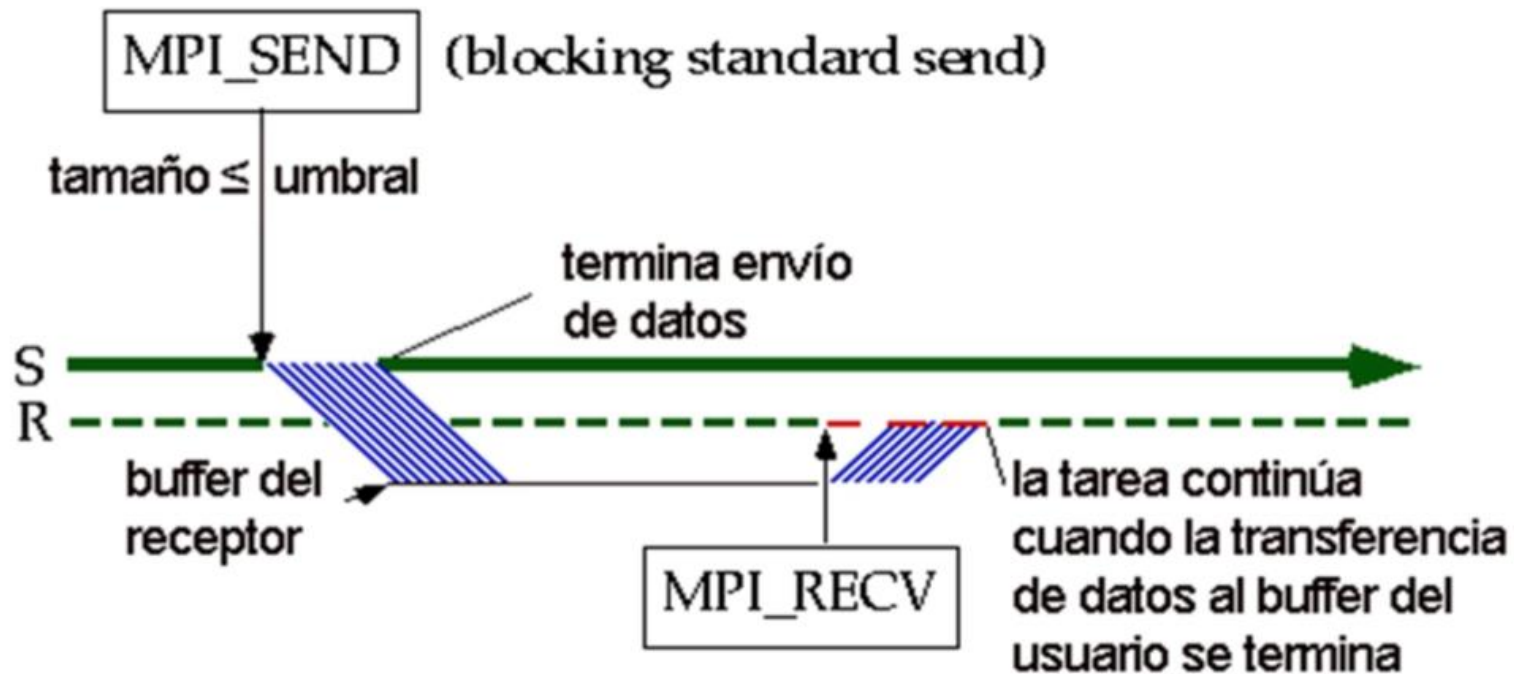 MPI_SEND (blocking standard send)
tamaño ≤ umbral
termina envío
de datos
S
R
buffer del
receptor
MPI_RECV
la tarea continúa
cuando la transferencia
de datos al buffer del
usuario se termina